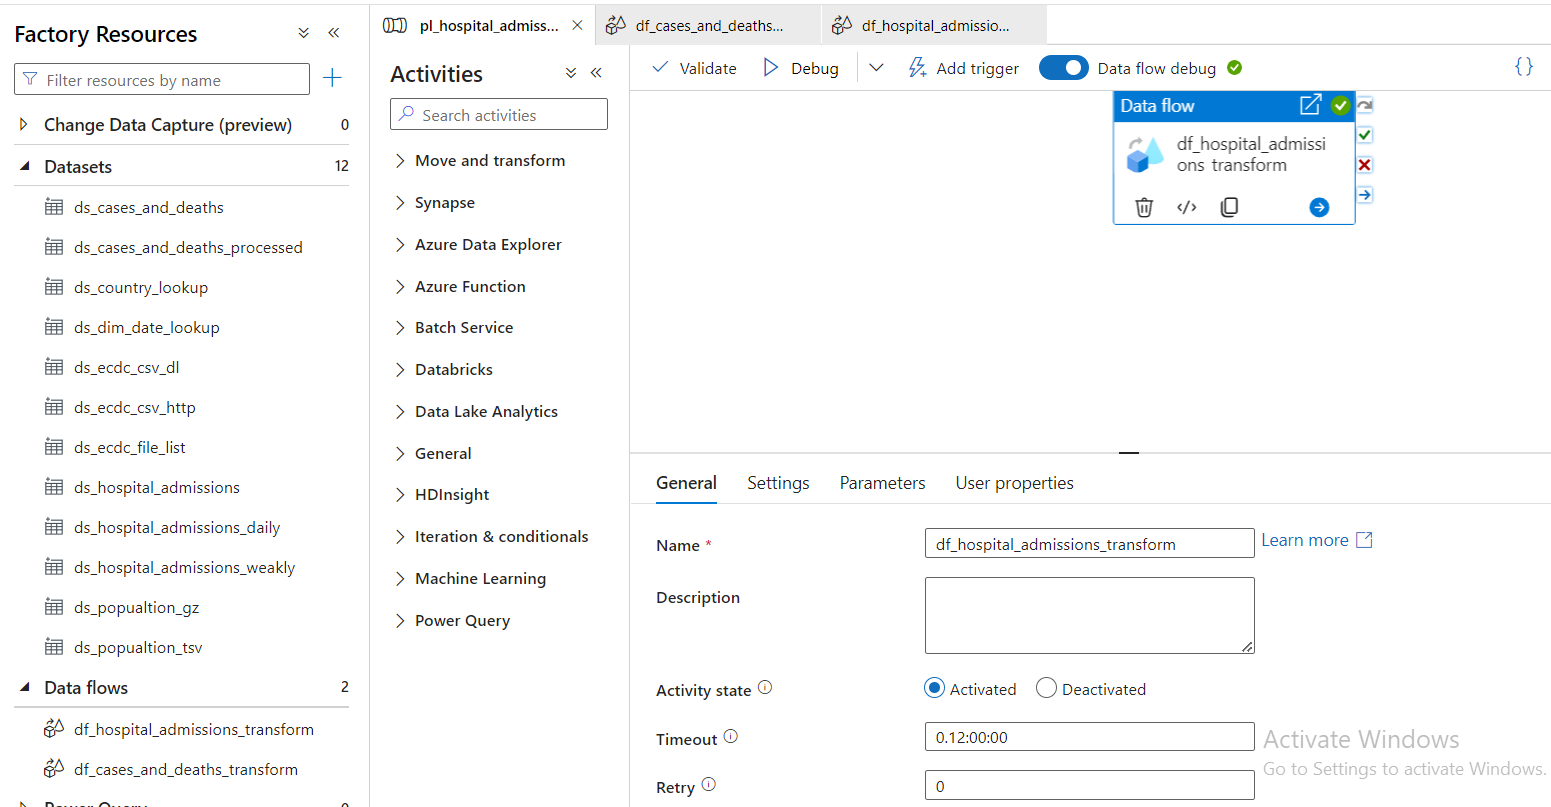 Factory Resources
Filter resources by name
Change Data Capture (preview) 0
Datasets 12
ds_cases_and_deaths
ds_cases_and_deaths_processed
ds_country_lookup
ds_dim_date_lookup
ds_ecdc_csv_dl
ds_ecdc_csv_http
ds_ecdc_file_list
ds_hospital_admissions
ds_hospital_admissions_daily
ds_hospital_admissions_weakly
ds_popualtion_gz
ds_popualtion_tsv
Data flows 2
df_hospital_admissions_transform
df_cases_and_deaths_transform
Power Query 0
pl_hospital_admiss...
df_cases_and_deaths...
df_hospital_admissio...
Activities
Search activities
Move and transform
Synapse
Azure Data Explorer
Azure Function
Batch Service
Databricks
Data Lake Analytics
General
HDInsight
Iteration & conditionals
Machine Learning
Power Query
Validate
Debug
Add trigger
Data flow debug
{}
Data flow
df_hospital_admissi
ons transform
General
Settings
Parameters
User properties
Name *
df_hospital_admissions_transform
Learn more
Description
Activity state
Activated
Deactivated
Timeout
0.12:00:00
Retry
0
Activate Windows
Go to Settings to activate Windows.